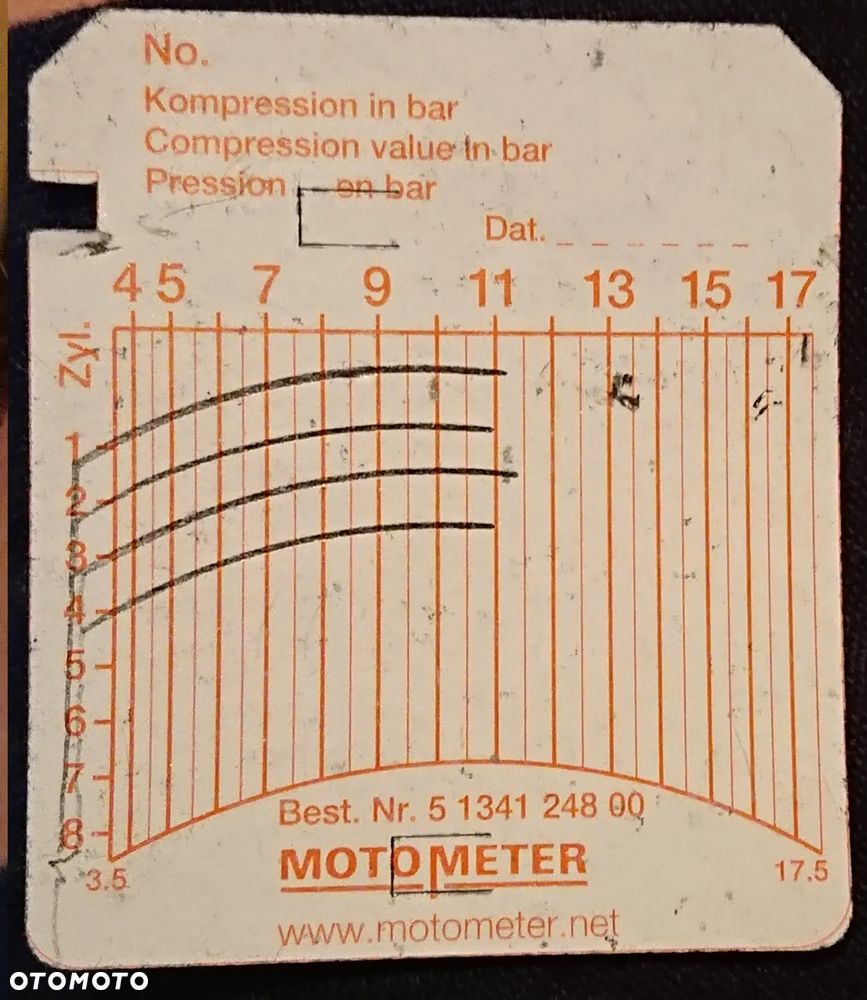 No.
Kompression in bar
Compression value in bar
Pression en bar
Dat. _ _ _ _ _ _ _
4 5 7 9 11 13 15 17
Zyl.
1
2
3
4
5
6
7
8
3.5
17.5
Best. Nr. 5 1341 248 00
MOTOMETER
www.motometer.net
OTOMOTO